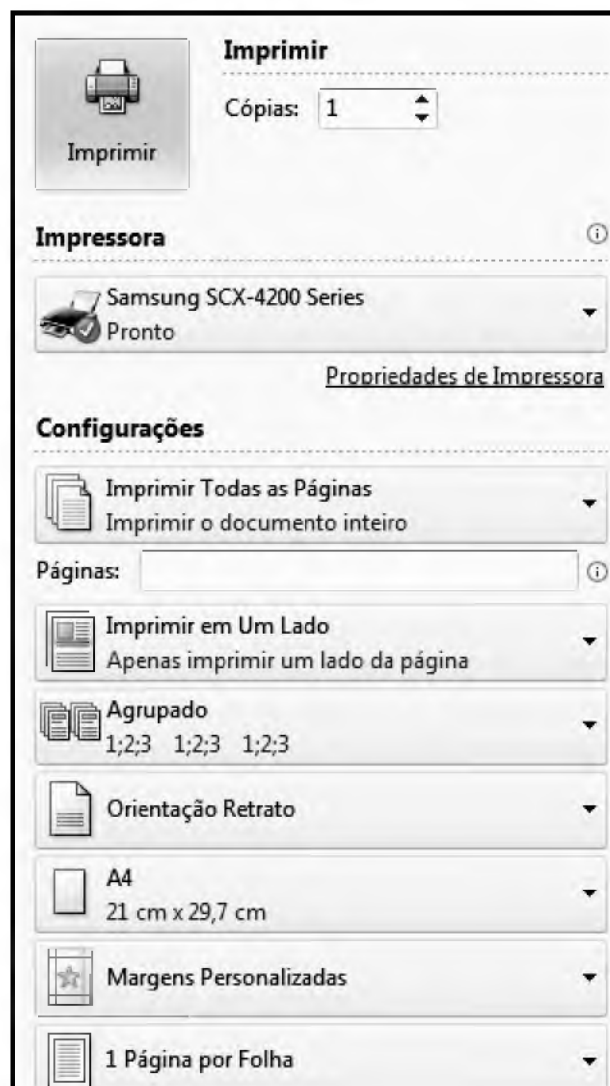 Imprimir
Cópias: 1
Imprimir
Impressora
Samsung SCX-4200 Series
Pronto
Propriedades de Impressora
Configurações
Imprimir Todas as Páginas
Imprimir o documento inteiro
Páginas:
Imprimir em Um Lado
Apenas imprimir um lado da página
Agrupado
1;2;3 1;2;3 1;2;3
Orientação Retrato
A4
21 cm x 29,7 cm
Margens Personalizadas
1 Página por Folha